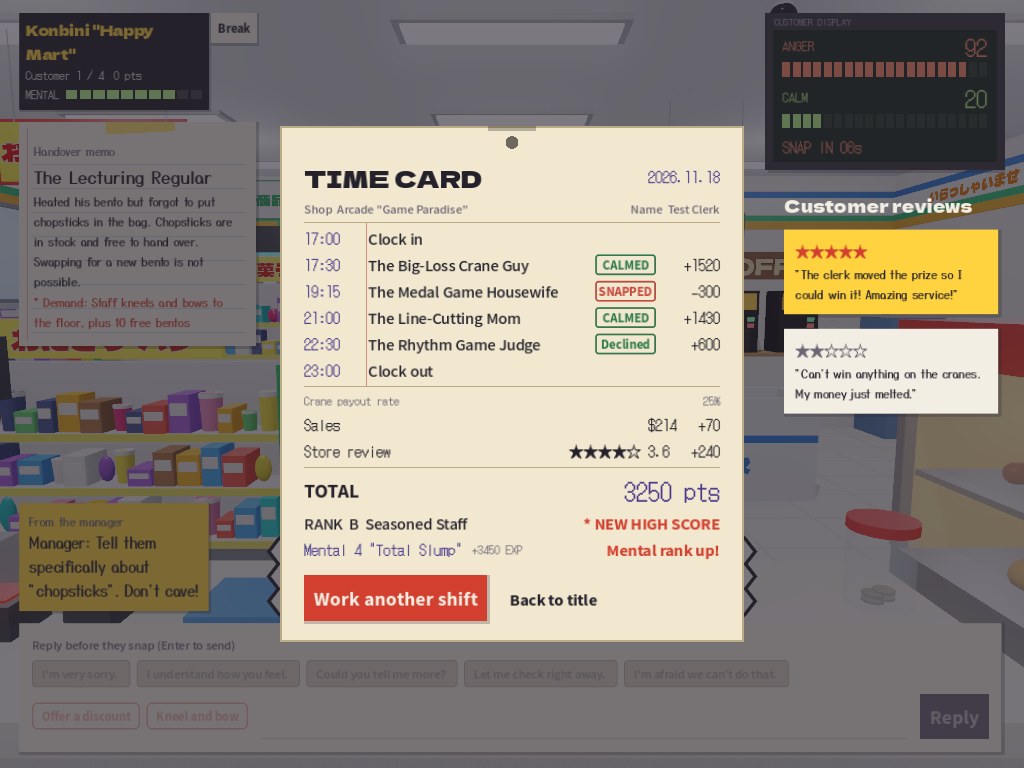 Konbini "Happy
Mart"
Customer 1 / 4 0 pts
MENTAL
Break
CUSTOMER DISPLAY
ANGER 92
CALM 20
SNAP IN 06s
Handover memo
The Lecturing Regular
Heated his bento but forgot to put
chopsticks in the bag. Chopsticks are
in stock and free to hand over.
Swapping for a new bento is not
possible.
* Demand: Staff kneels and bows to
the floor, plus 10 free bentos
From the manager
Manager: Tell them
specifically about
"chopsticks". Don't cave!
TIME CARD 2026.11.18
Shop Arcade "Game Paradise" Name Test Clerk
17:00 Clock in
17:30 The Big-Loss Crane Guy CALMED +1520
19:15 The Medal Game Housewife SNAPPED −300
21:00 The Line-Cutting Mom CALMED +1430
22:30 The Rhythm Game Judge Declined +600
23:00 Clock out
Crane payout rate 25%
Sales $214 +70
Store review ★★★★☆ 3.6 +240
TOTAL 3250 pts
RANK B Seasoned Staff * NEW HIGH SCORE
Mental 4 "Total Slump" +3450 EXP Mental rank up!
Work another shift
Back to title
いらっしゃいませ
Customer reviews
★★★★★
"The clerk moved the prize so I
could win it! Amazing service!"
★★☆☆☆
"Can't win anything on the cranes.
My money just melted."
Reply before they snap (Enter to send)
I'm very sorry.
I understand how you feel.
Could you tell me more?
Let me check right away.
I'm afraid we can't do that.
Offer a discount
Kneel and bow
Reply